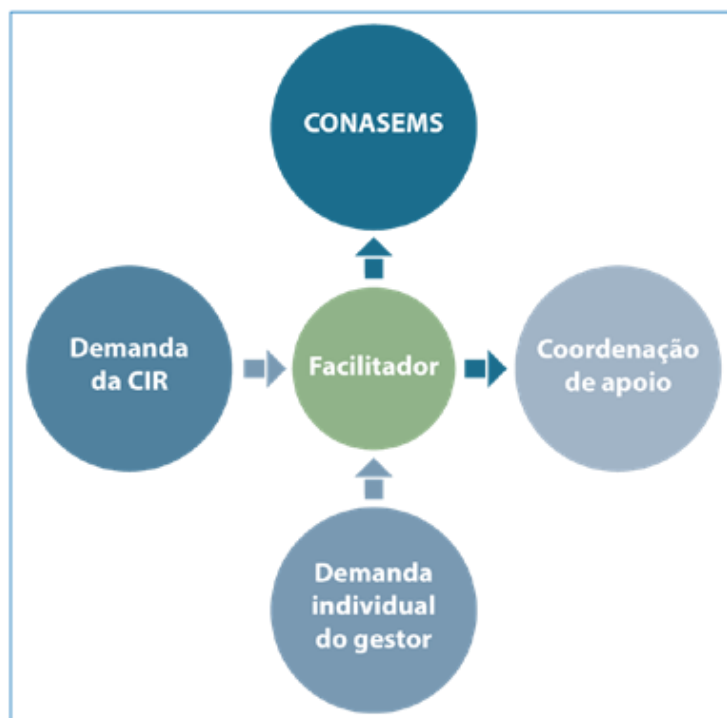 CONASEMS
Demanda
da CIR
Facilitador
Coordenação
de apoio
Demanda
individual
do gestor